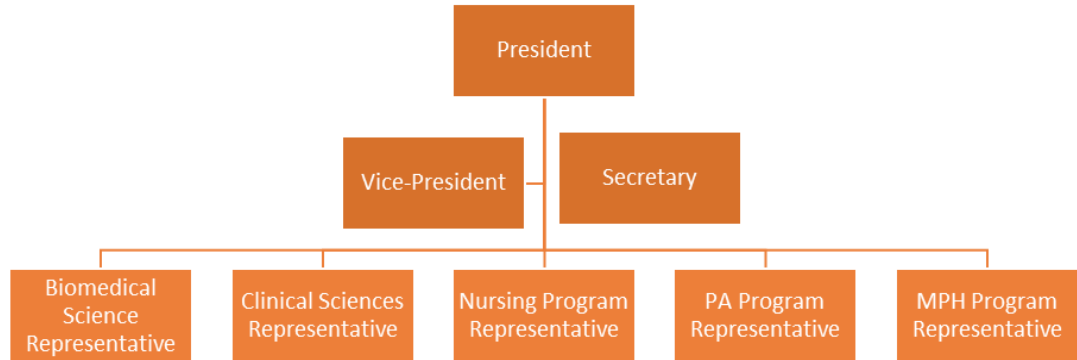 President
Vice-President
Secretary
Biomedical
Science
Representative
Clinical Sciences
Representative
Nursing Program
Representative
PA Program
Representative
MPH Program
Representative